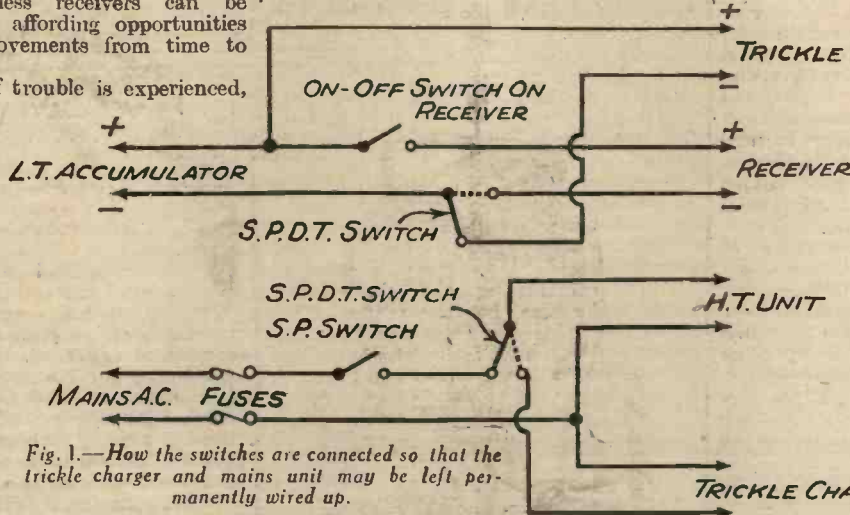 less receivers can be
affording opportunities
ovements from time to
f trouble is experienced,
+
TRICKLE
−
ON-OFF SWITCH ON
RECEIVER
+
+
L.T. ACCUMULATOR
RECEIVER
−
−
S.P.D.T. SWITCH
S.P.D.T. SWITCH
H.T. UNIT
S.P. SWITCH
MAINS A.C. FUSES
Fig. 1.—How the switches are connected so that the
trickle charger and mains unit may be left per-
manently wired up.
TRICKLE CHA